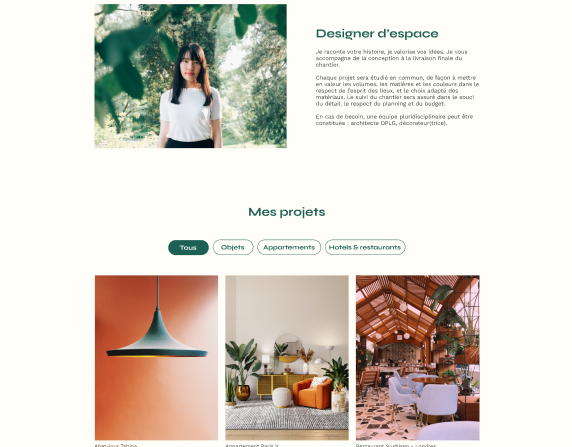 Designer d'espace
Je raconte votre histoire, je valorise vos idées. Je vous
accompagne de la conception à la livraison finale du
chantier.
Chaque projet sera étudié en commun, de façon à mettre
en valeur les volumes, les matières et les couleurs dans le
respect de l'esprit des lieux, et le choix adapté des
matériaux. Le suivi du chantier sera assuré dans le souci
du détail, le respect du planning et du budget.
En cas de besoin, une équipe pluridisciplinaire peut être
constituée : architecte DPLG, décorateur(trice).
Mes projets
Tous
Objets
Appartements
Hotels & restaurants
Appartement Paris V